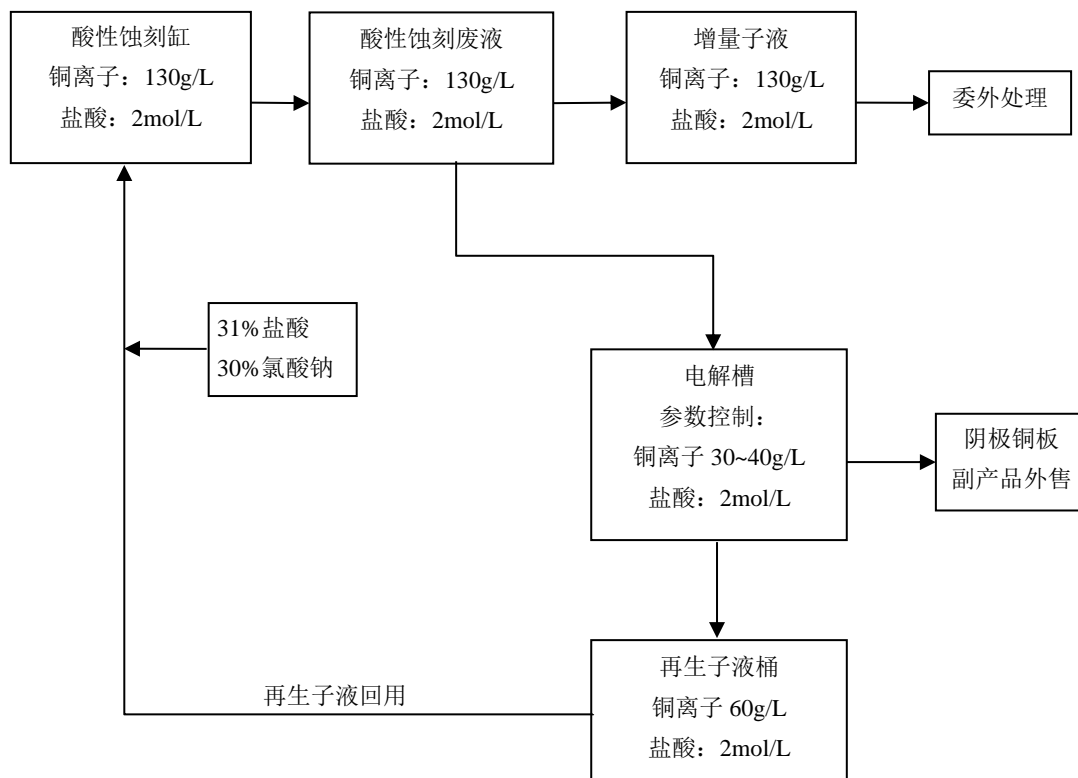 酸性蚀刻缸
铜离子：130g/L
盐酸：2mol/L
酸性蚀刻废液
铜离子：130g/L
盐酸：2mol/L
增量子液
铜离子：130g/L
盐酸：2mol/L
委外处理
31%盐酸
30%氯酸钠
电解槽
参数控制：
铜离子 30~40g/L
盐酸：2mol/L
阴极铜板
副产品外售
再生子液回用
再生子液桶
铜离子 60g/L
盐酸：2mol/L